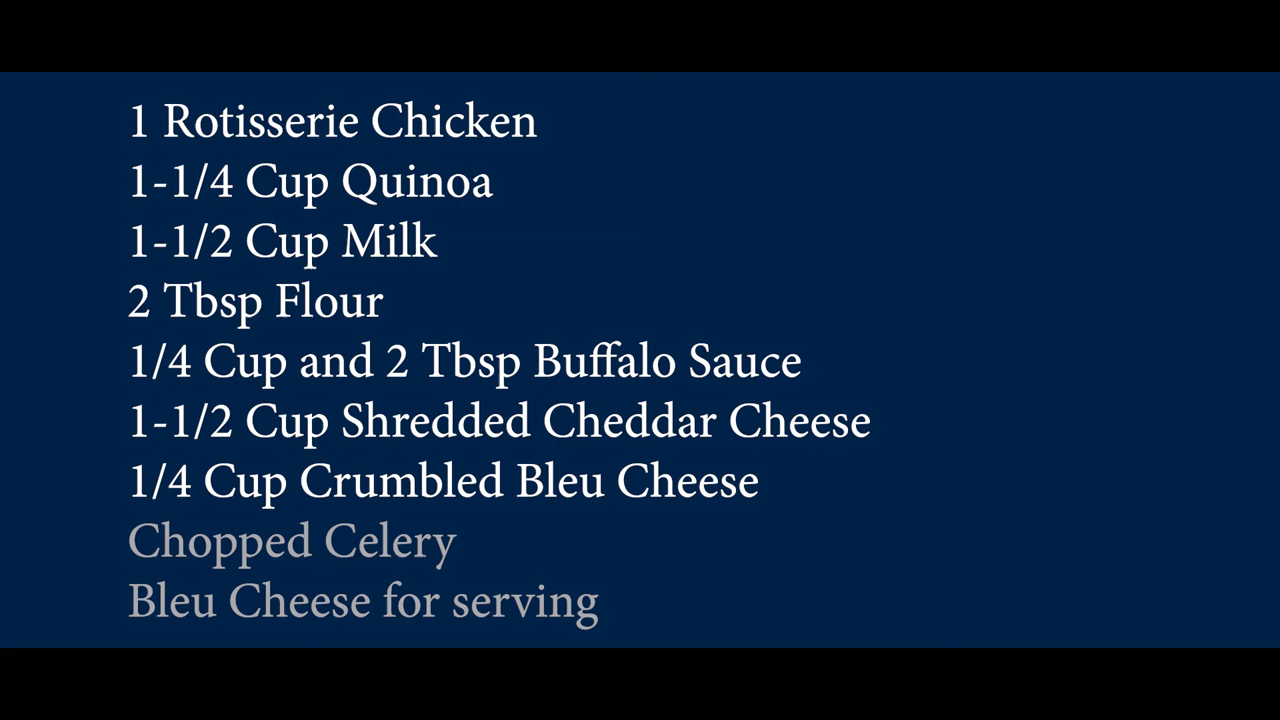 1 Rotisserie Chicken
1-1/4 Cup Quinoa
1-1/2 Cup Milk
2 Tbsp Flour
1/4 Cup and 2 Tbsp Buffalo Sauce
1-1/2 Cup Shredded Cheddar Cheese
1/4 Cup Crumbled Bleu Cheese
Chopped Celery
Bleu Cheese for serving